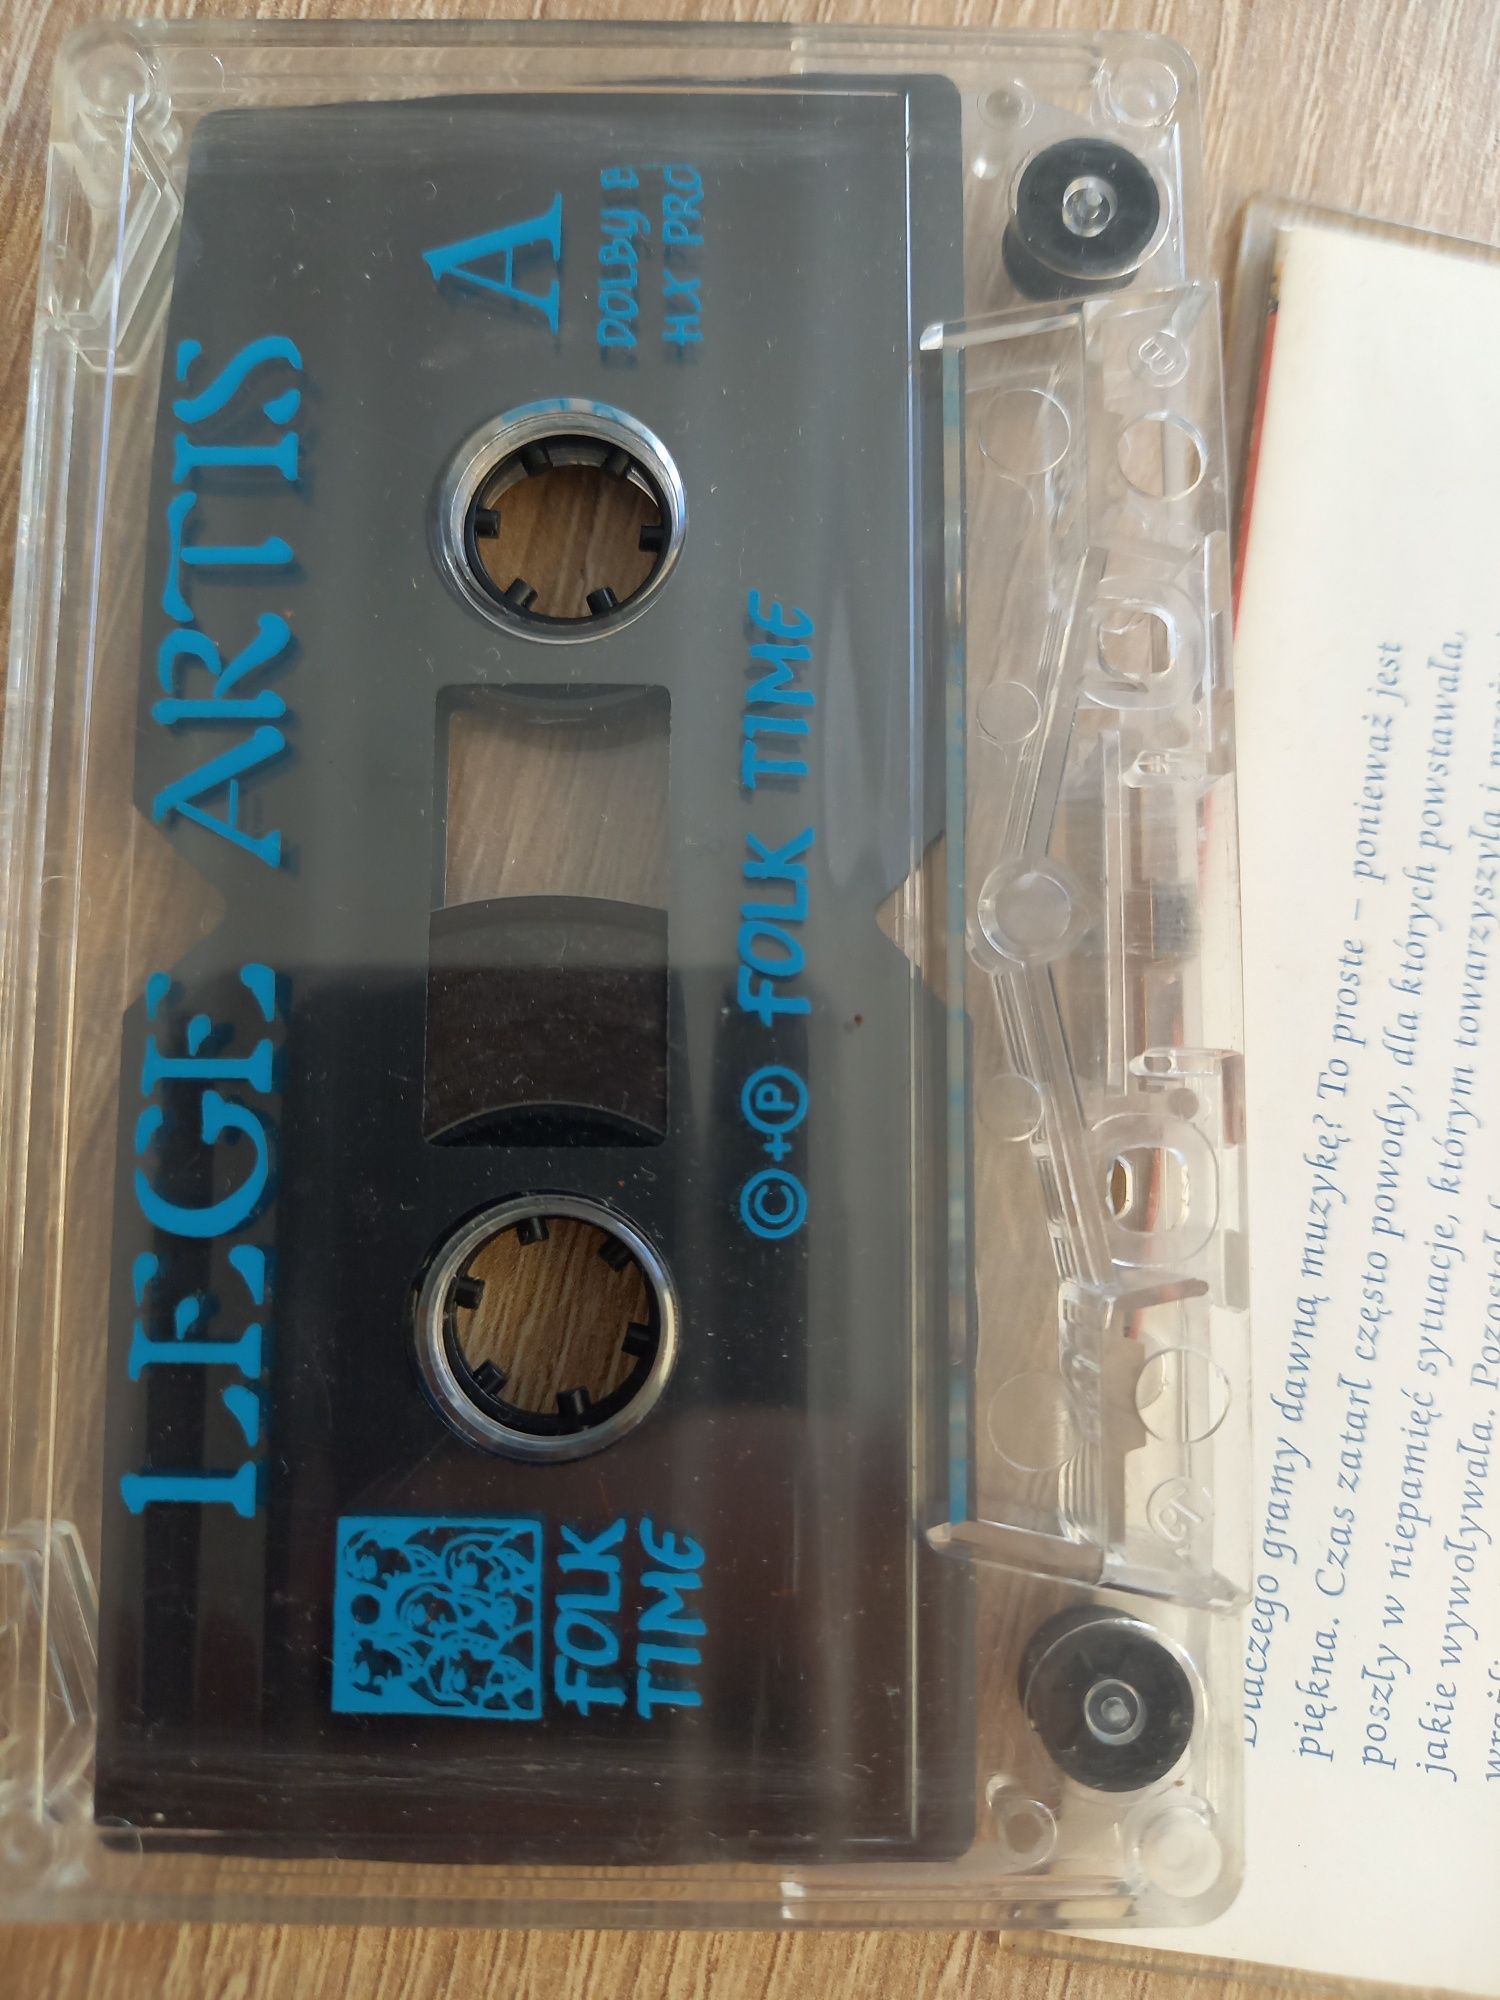 LEGE ARTIS
FOLK
TIME
A
DOLBY B
HX PRO
©+Ⓟ FOLK TIME
Dlaczego gramy dawną muzykę? To proste – ponieważ jest
piękna. Czas zatarł często powody, dla których powstawała,
poszły w niepamięć sytuacje, którym towarzyszyła i
jakie wywoływała.